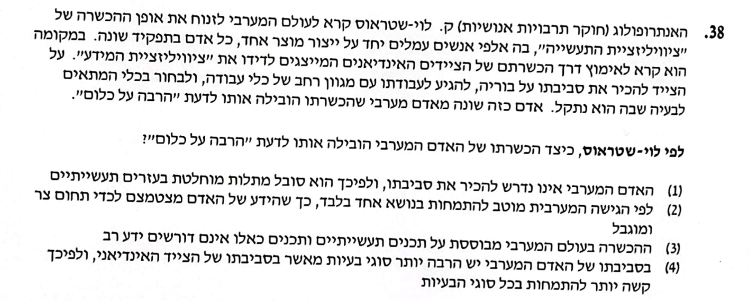 38. האנתרופולוג (חוקר תרבויות אנושיות) ק. לוי-שטראוס קרא לעולם המערבי לזנוח את אופן ההכשרה של
"ציוויליזציית התעשייה", בה אלפי אנשים עמלים יחד על ייצור מוצר אחד, כל אדם בתפקיד שונה. במקומה
הוא קרא לאימוץ דרך הכשרתם של הציידים האינדיאנים המייצגים לדידו את "ציוויליזציית המידע". על
הצייד להכיר את סביבתו על בוריה, להגיע לעבודתו עם מגוון רחב של כלי עבודה, ולבחור בכלי המתאים
לבעיה שבה הוא נתקל. אדם כזה שונה מאדם מערבי שהכשרתו הובילה אותו לדעת "הרבה על כלום".
לפי לוי-שטראוס, כיצד הכשרתו של האדם המערבי הובילה אותו לדעת "הרבה על כלום"?
(1) האדם המערבי אינו נדרש להכיר את סביבתו, ולפיכך הוא סובל מתלות מוחלטת בעזרים תעשייתיים
(2) לפי הגישה המערבית מוטב להתמחות בנושא אחד בלבד, כך שהידע של האדם מצטמצם לכדי תחום צר
ומוגבל
(3) ההכשרה בעולם המערבי מבוססת על תכנים תעשייתיים ותכנים כאלו אינם דורשים ידע רב
(4) בסביבתו של האדם המערבי יש הרבה יותר סוגי בעיות מאשר בסביבתו של הצייד האינדיאני, ולפיכך
קשה יותר להתמחות בכל סוגי הבעיות